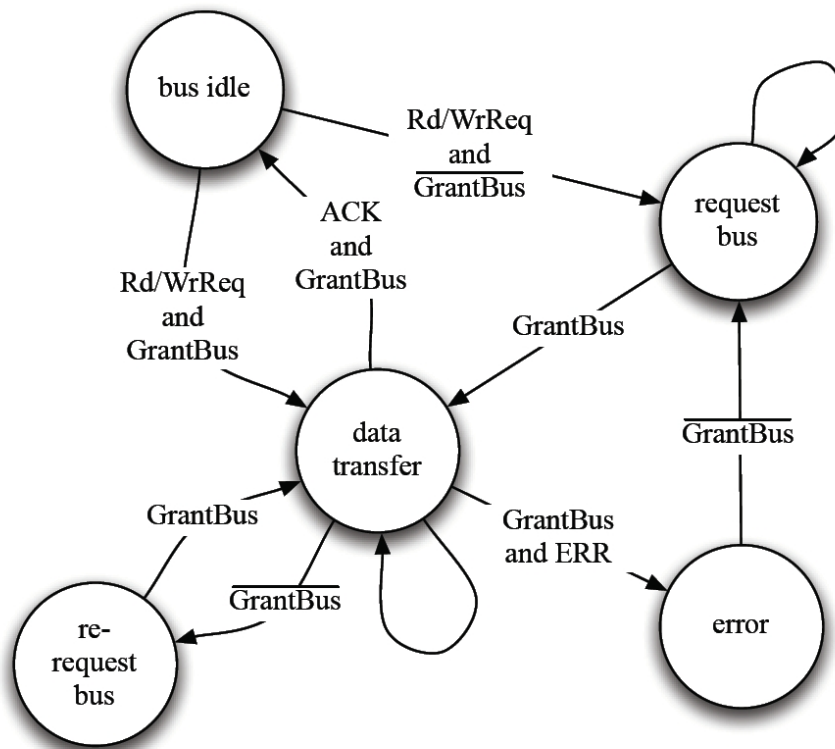 bus idle
Rd/WrReq
and
GrantBus
request
bus
ACK
and
GrantBus
Rd/WrReq
and
GrantBus
GrantBus
data
transfer
GrantBus
GrantBus
GrantBus
and ERR
GrantBus
re-
request
bus
error